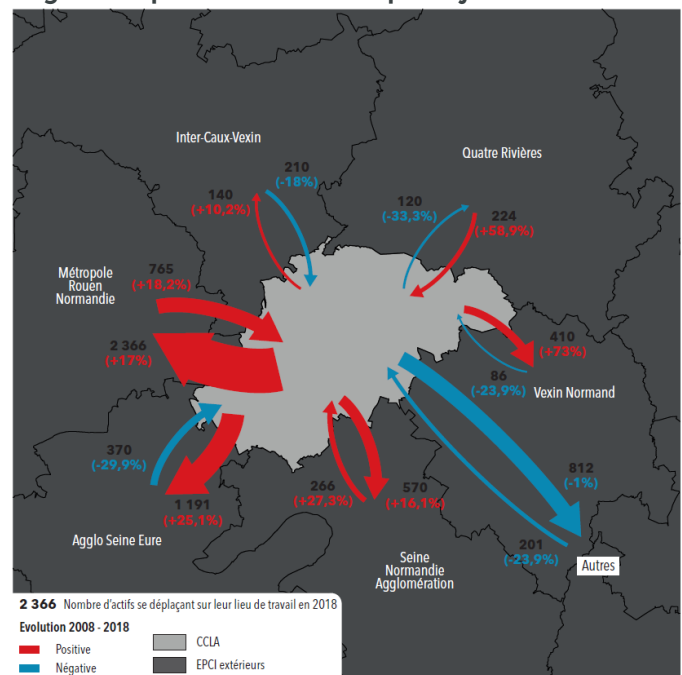 Inter-Caux-Vexin
210
(-18%)
140
(+10,2%)
Quatre Rivières
120
(-33,3%)
224
(+58,9%)
Métropole
Rouen
Normandie
765
(+18,2%)
2 366
(+17%)
410
(+73%)
86
(-23,9%)
Vexin Normand
370
(-29,9%)
1 191
(+25,1%)
Agglo Seine Eure
266
(+27,3%)
570
(+16,1%)
812
(-1%)
201
(-23,9%)
Autres
Seine
Normandie
Agglomération
2 366 Nombre d'actifs se déplaçant sur leur lieu de travail en 2018
Evolution 2008 - 2018
Positive
Négative
CCLA
EPCI extérieurs